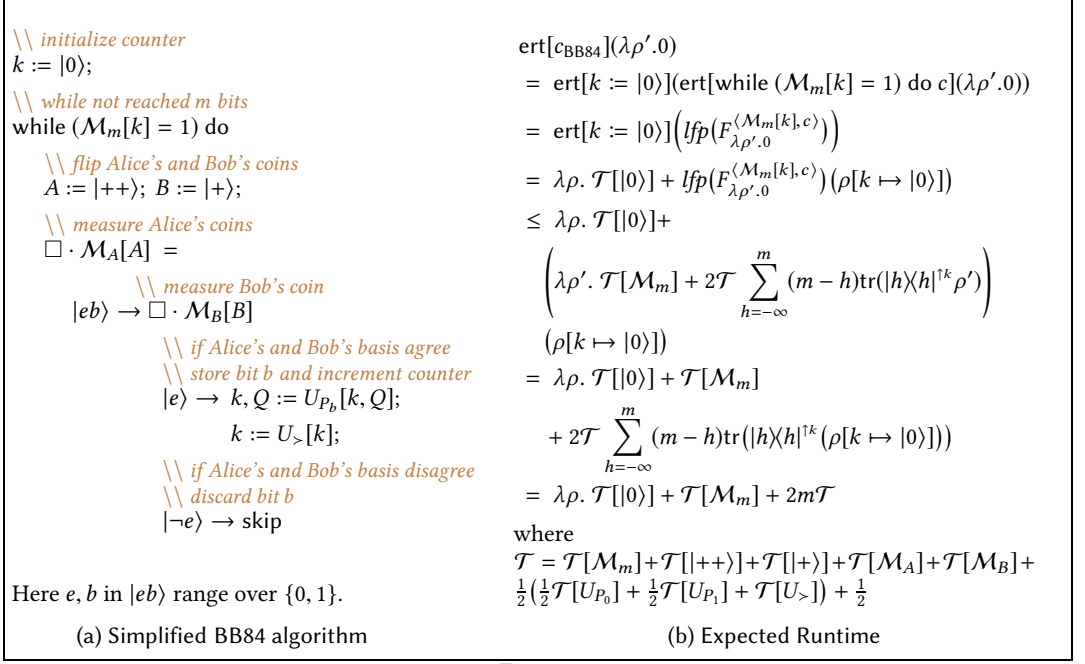 \\ initialize counter
k := |0⟩;
\\ while not reached m bits
while (ℳ_m[k] = 1) do
\\ flip Alice's and Bob's coins
A := |++⟩; B := |+⟩;
\\ measure Alice's coins
□ · ℳ_A[A] =
\\ measure Bob's coin
|eb⟩ → □ · ℳ_B[B]
\\ if Alice's and Bob's basis agree
\\ store bit b and increment counter
|e⟩ → k, Q := U_{P_b}[k, Q];
k := U_≻[k];
\\ if Alice's and Bob's basis disagree
\\ discard bit b
|¬e⟩ → skip
Here e, b in |eb⟩ range over {0, 1}.
(a) Simplified BB84 algorithm
ert[c_{BB84}](λρ′.0)
= ert[k := |0⟩](ert[while (ℳ_m[k] = 1) do c](λρ′.0))
= ert[k := |0⟩](lfp(F_{λρ′.0}^{⟨ℳ_m[k],c⟩}))
= λρ. 𝒯[|0⟩] + lfp(F_{λρ′.0}^{⟨ℳ_m[k],c⟩})(ρ[k ↦ |0⟩])
≤ λρ. 𝒯[|0⟩]+
(λρ′. 𝒯[ℳ_m] + 2𝒯 ∑_{h=−∞}^{m} (m − h)tr(|h⟩⟨h|^{↑k} ρ′))
(ρ[k ↦ |0⟩])
= λρ. 𝒯[|0⟩] + 𝒯[ℳ_m]
+ 2𝒯 ∑_{h=−∞}^{m} (m − h)tr(|h⟩⟨h|^{↑k}(ρ[k ↦ |0⟩]))
= λρ. 𝒯[|0⟩] + 𝒯[ℳ_m] + 2m𝒯
where
𝒯 = 𝒯[ℳ_m]+𝒯[|++⟩]+𝒯[|+⟩]+𝒯[ℳ_A]+𝒯[ℳ_B]+
½(½𝒯[U_{P_0}] + ½𝒯[U_{P_1}] + 𝒯[U_≻]) + ½
(b) Expected Runtime